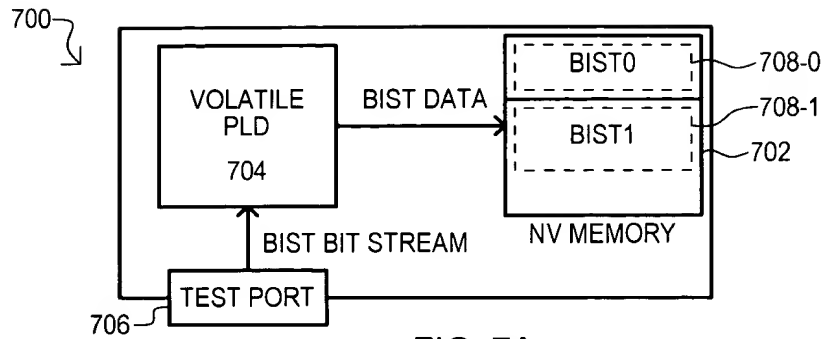 700
VOLATILE
PLD
704
BIST DATA
BIST0
708-0
BIST1
708-1
702
NV MEMORY
BIST BIT STREAM
TEST PORT
706